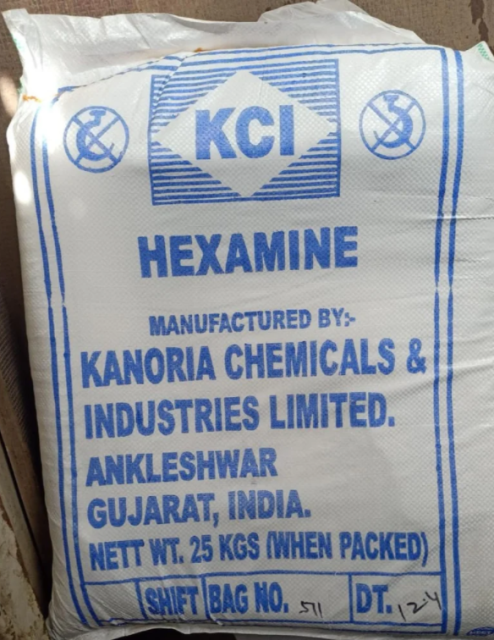 KCI
HEXAMINE
MANUFACTURED BY:-
KANORIA CHEMICALS &
INDUSTRIES LIMITED.
ANKLESHWAR
GUJARAT, INDIA.
NETT WT. 25 KGS (WHEN PACKED)
SHIFT BAG NO. 511 DT. 12-4